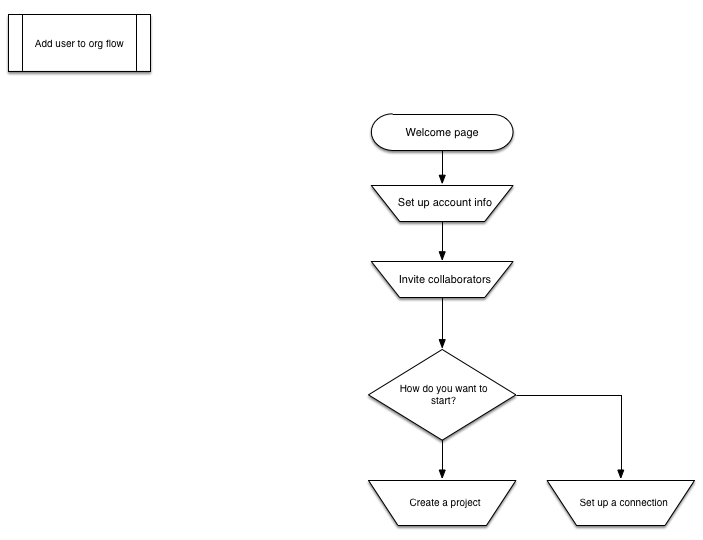 Add user to org flow
Welcome page
Set up account info
Invite collaborators
How do you want to
start?
Create a project
Set up a connection